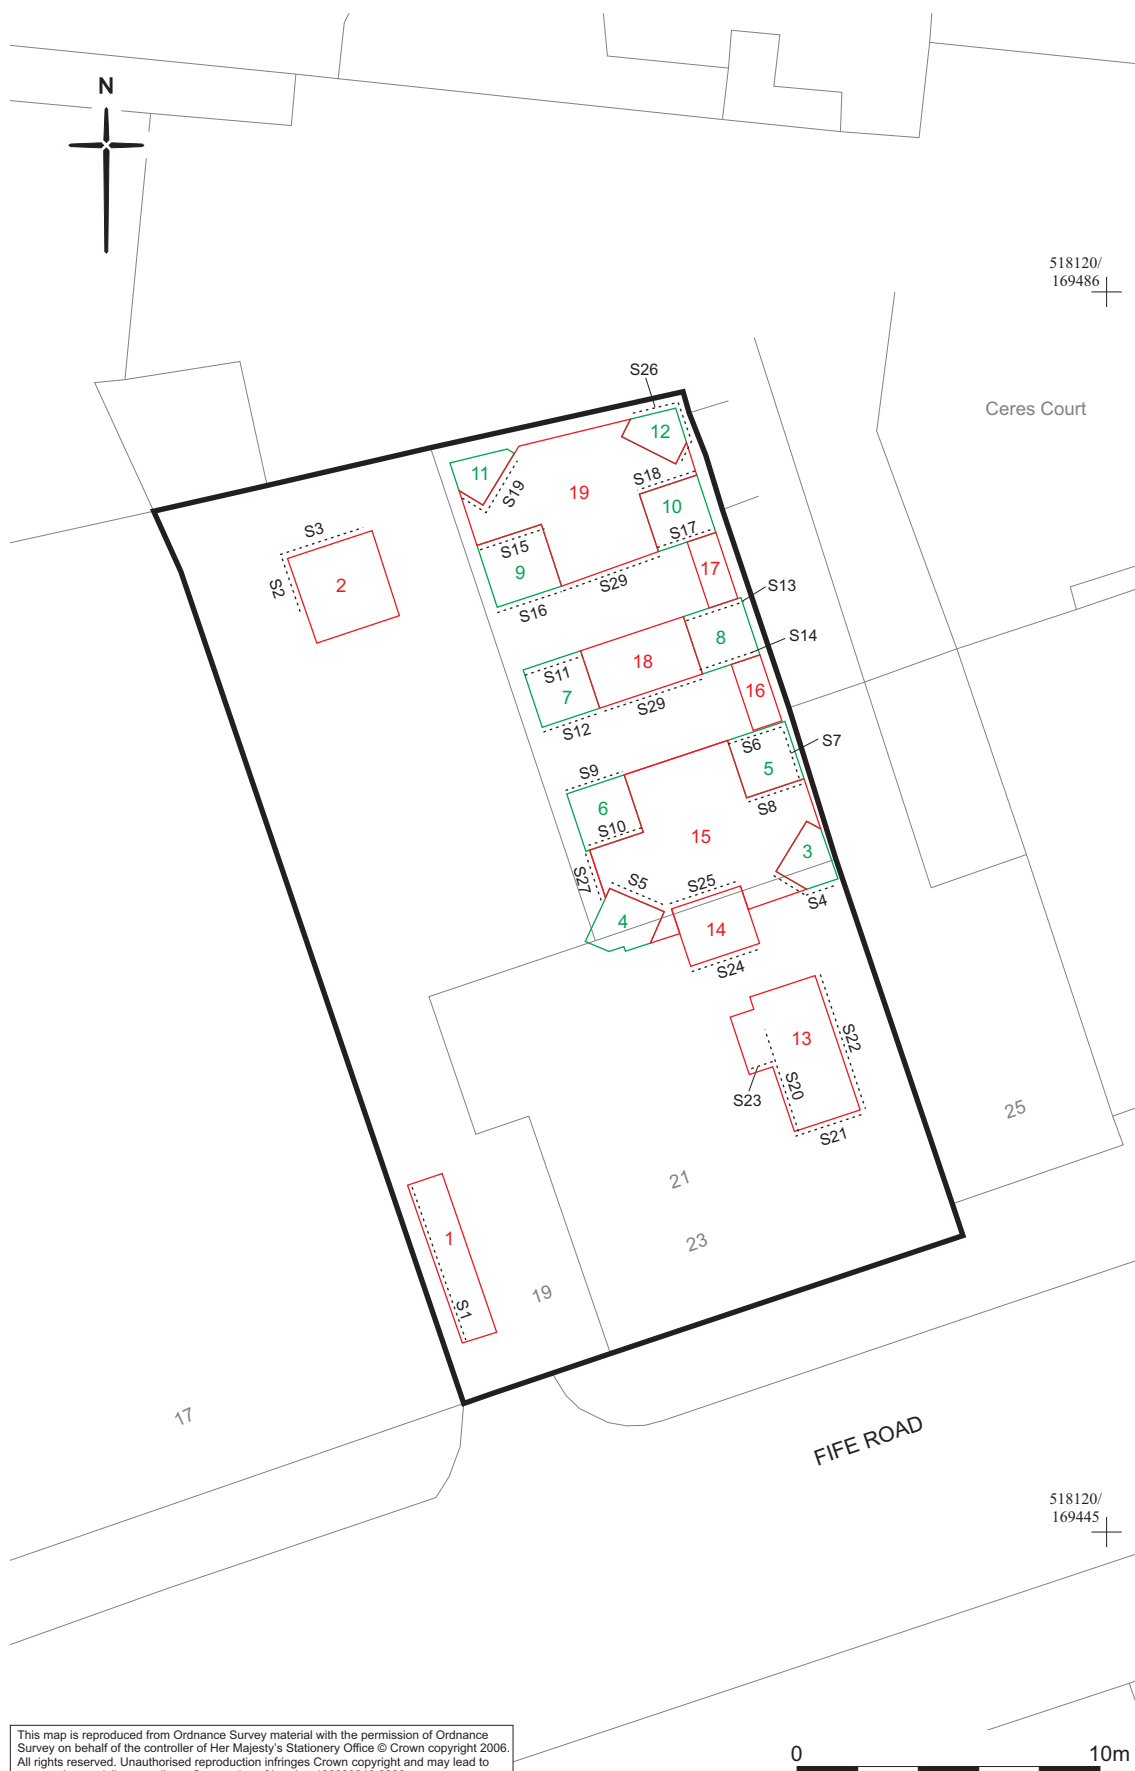 N
518120/
169486
S26
Ceres Court
12
11
S18
S19
19
10
S3
S17
S15
2
9
S2
17
S29
S16
S13
8
S14
18
S11
16
7
S29
S12
S6
S7
5
S9
6
S8
S10
15
3
S27
S5
S25
S4
4
14
S24
13
S22
S20
S23
S21
25
21
1
23
19
S1
17
FIFE ROAD
518120/
169445
This map is reproduced from Ordnance Survey material with the permission of Ordnance
Survey on behalf of the controller of Her Majesty's Stationery Office © Crown copyright 2006.
All rights reserved. Unauthorised reproduction infringes Crown copyright and may lead to
0
10m